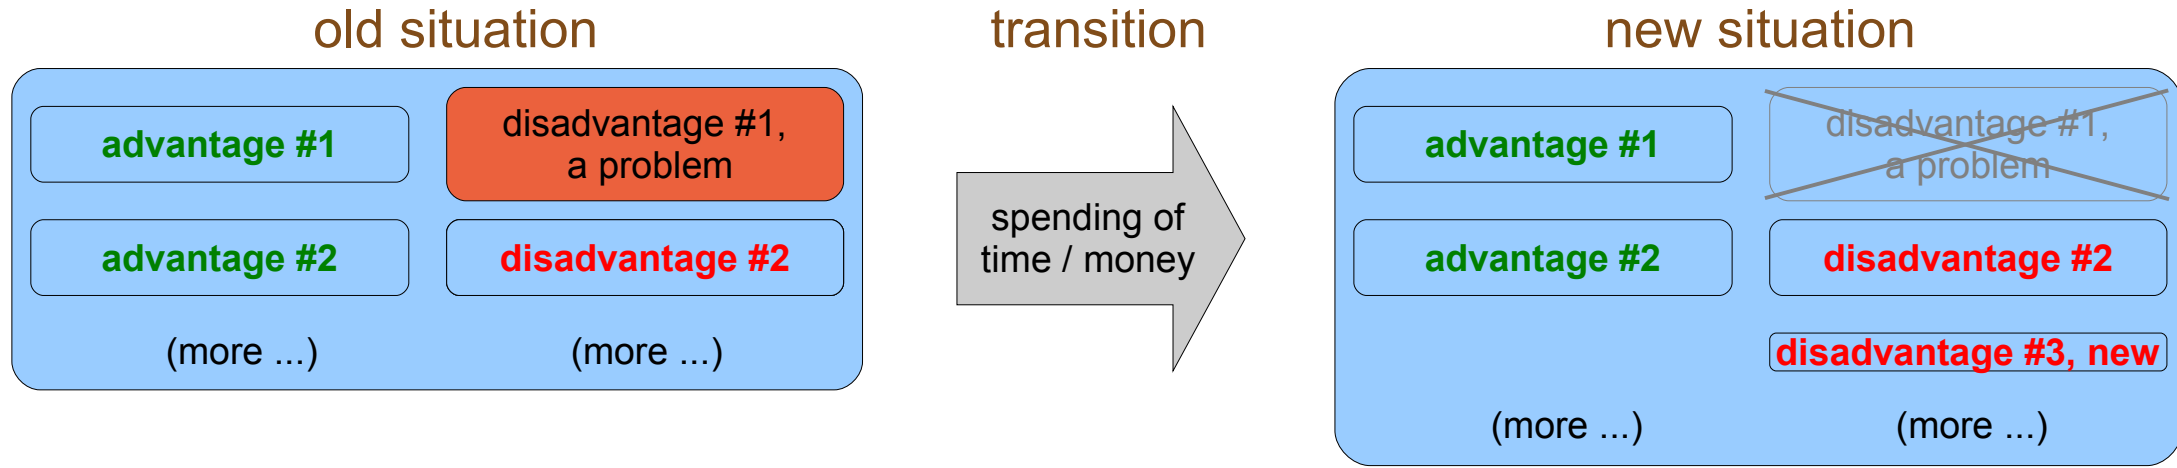 old situation
advantage #1
disadvantage #1,
a problem
advantage #2
disadvantage #2
(more ...)
(more ...)
transition
spending of
time / money
new situation
advantage #1
disadvantage #1,
a problem
advantage #2
disadvantage #2
disadvantage #3, new
(more ...)
(more ...)